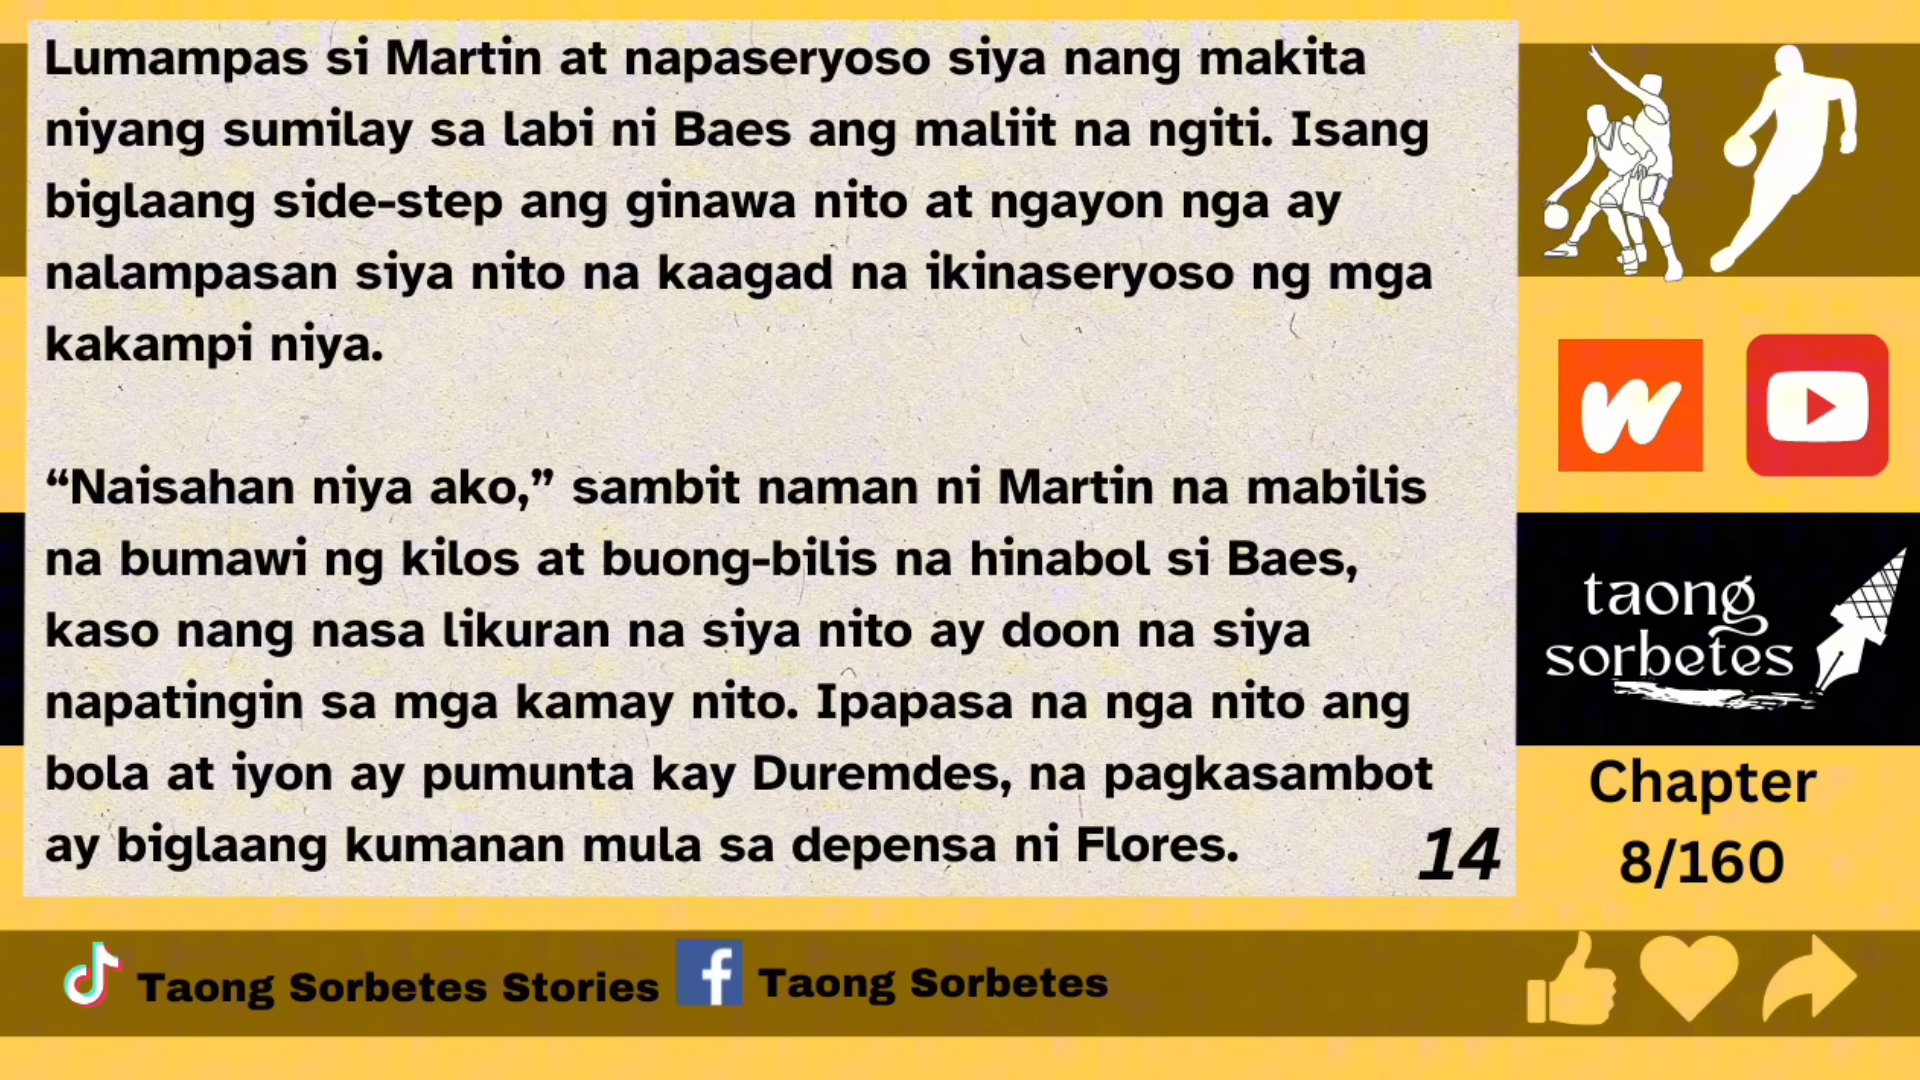 Lumampas si Martin at napaseryoso siya nang makita
niyang sumilay sa labi ni Baes ang maliit na ngiti. Isang
biglaang side-step ang ginawa nito at ngayon nga ay
nalampasan siya nito na kaagad na ikinaseryoso ng mga
kakampi niya.
“Naisahan niya ako,” sambit naman ni Martin na mabilis
na bumawi ng kilos at buong-bilis na hinabol si Baes,
kaso nang nasa likuran na siya nito ay doon na siya
napatingin sa mga kamay nito. Ipapasa na nga nito ang
bola at iyon ay pumunta kay Duremdes, na pagkasambot
ay biglaang kumanan mula sa depensa ni Flores.
14
taong
sorbetes
Chapter
8/160
Taong Sorbetes Stories
Taong Sorbetes